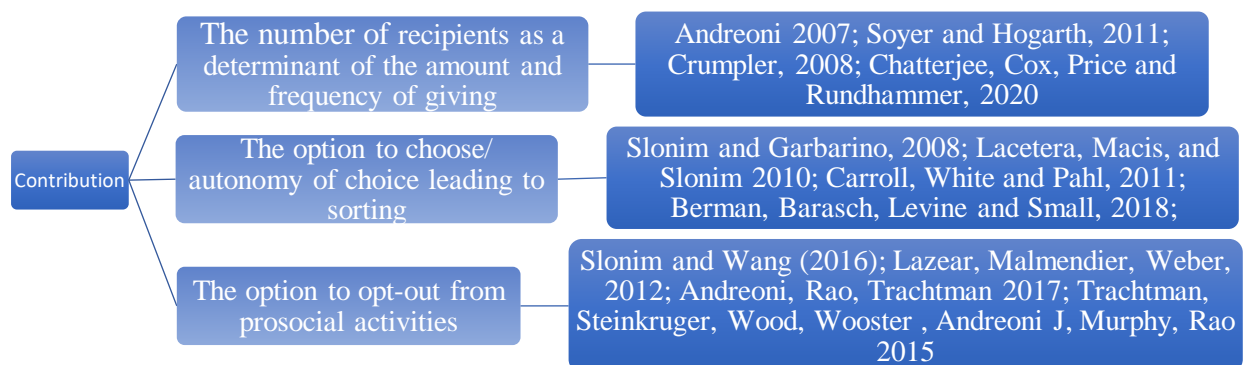 The number of recipients as a
determinant of the amount and
frequency of giving
Andreoni 2007; Soyer and Hogarth, 2011;
Crumpler, 2008; Chatterjee, Cox, Price and
Rundhammer, 2020
Contribution
The option to choose/
autonomy of choice leading to
sorting
Slonim and Garbarino, 2008; Lacetera, Macis, and
Slonim 2010; Carroll, White and Pahl, 2011;
Berman, Barasch, Levine and Small, 2018;
The option to opt-out from
prosocial activities
Slonim and Wang (2016); Lazear, Malmendier, Weber,
2012; Andreoni, Rao, Trachtman 2017; Trachtman,
Steinkruger, Wood, Wooster , Andreoni J, Murphy, Rao
2015